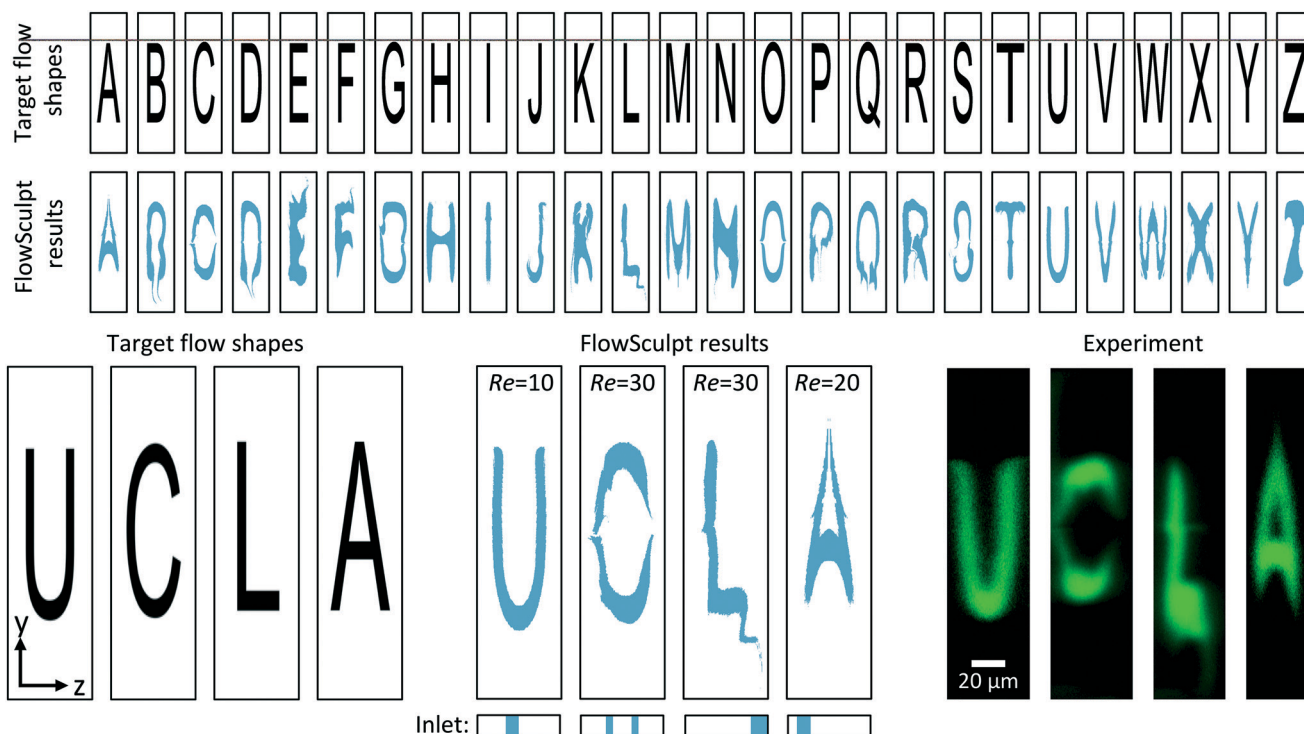 Target flow
shapes
A B C D E F G H I J K L M N O P Q R S T U V W X Y Z
FlowSculpt
results
A B C D E F G H I J K L M N O P Q R S T U V W X Y Z
Target flow shapes
FlowSculpt results
Experiment
Re=10
Re=30
Re=30
Re=20
U C L A
U C L A
U C L A
y
z
20 µm
Inlet: